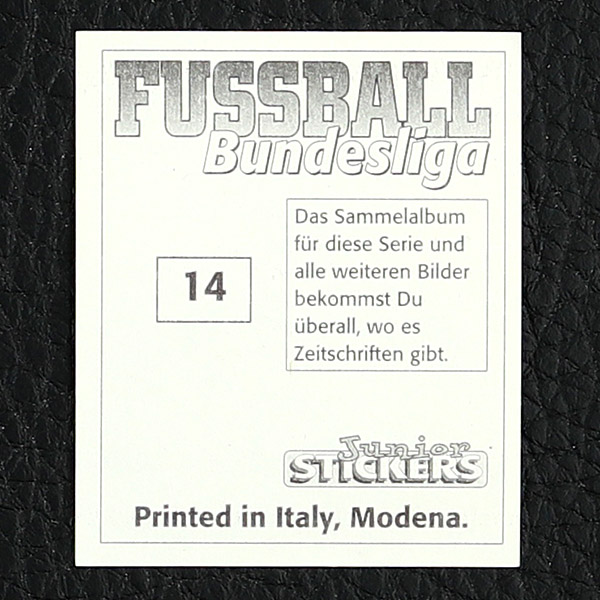 FUSSBALL
Bundesliga
14
Das Sammelalbum
für diese Serie und
alle weiteren Bilder
bekommst Du
überall, wo es
Zeitschriften gibt.
Junior
STICKERS
Printed in Italy, Modena.